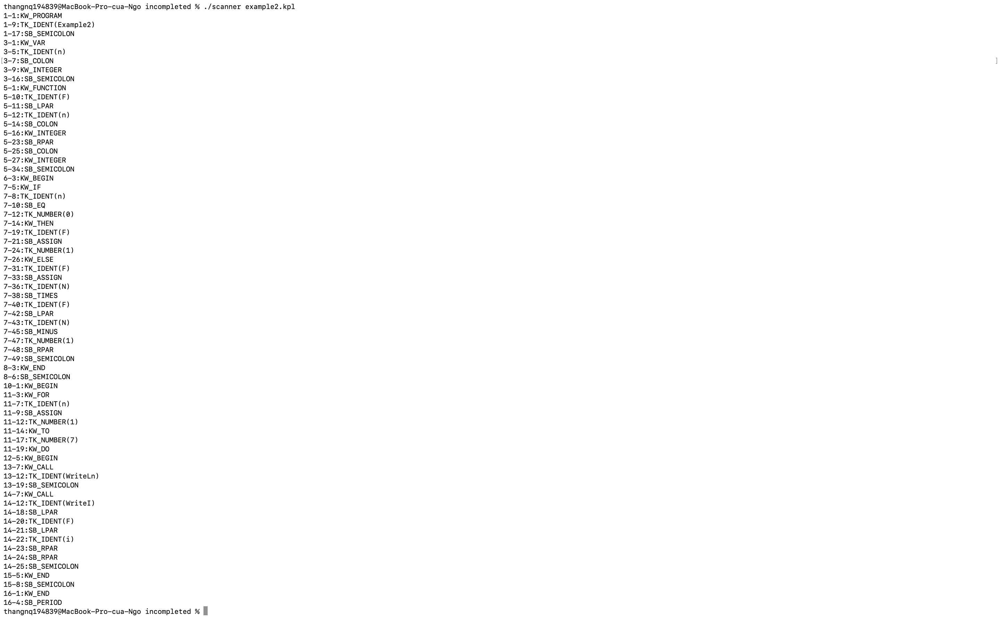 thangnq194839@MacBook-Pro-cua-Ngo incompleted % ./scanner example2.kpl
1-1:KW_PROGRAM
1-9:TK_IDENT(Example2)
1-17:SB_SEMICOLON
3-1:KW_VAR
3-5:TK_IDENT(n)
[3-7:SB_COLON ]
3-9:KW_INTEGER
3-16:SB_SEMICOLON
5-1:KW_FUNCTION
5-10:TK_IDENT(F)
5-11:SB_LPAR
5-12:TK_IDENT(n)
5-14:SB_COLON
5-16:KW_INTEGER
5-23:SB_RPAR
5-25:SB_COLON
5-27:KW_INTEGER
5-34:SB_SEMICOLON
6-3:KW_BEGIN
7-5:KW_IF
7-8:TK_IDENT(n)
7-10:SB_EQ
7-12:TK_NUMBER(0)
7-14:KW_THEN
7-19:TK_IDENT(F)
7-21:SB_ASSIGN
7-24:TK_NUMBER(1)
7-26:KW_ELSE
7-31:TK_IDENT(F)
7-33:SB_ASSIGN
7-36:TK_IDENT(N)
7-38:SB_TIMES
7-40:TK_IDENT(F)
7-42:SB_LPAR
7-43:TK_IDENT(N)
7-45:SB_MINUS
7-47:TK_NUMBER(1)
7-48:SB_RPAR
7-49:SB_SEMICOLON
8-3:KW_END
8-6:SB_SEMICOLON
10-1:KW_BEGIN
11-3:KW_FOR
11-7:TK_IDENT(n)
11-9:SB_ASSIGN
11-12:TK_NUMBER(1)
11-14:KW_TO
11-17:TK_NUMBER(7)
11-19:KW_DO
12-5:KW_BEGIN
13-7:KW_CALL
13-12:TK_IDENT(WriteLn)
13-19:SB_SEMICOLON
14-7:KW_CALL
14-12:TK_IDENT(WriteI)
14-18:SB_LPAR
14-20:TK_IDENT(F)
14-21:SB_LPAR
14-22:TK_IDENT(i)
14-23:SB_RPAR
14-24:SB_RPAR
14-25:SB_SEMICOLON
15-5:KW_END
15-8:SB_SEMICOLON
16-1:KW_END
16-4:SB_PERIOD
thangnq194839@MacBook-Pro-cua-Ngo incompleted %